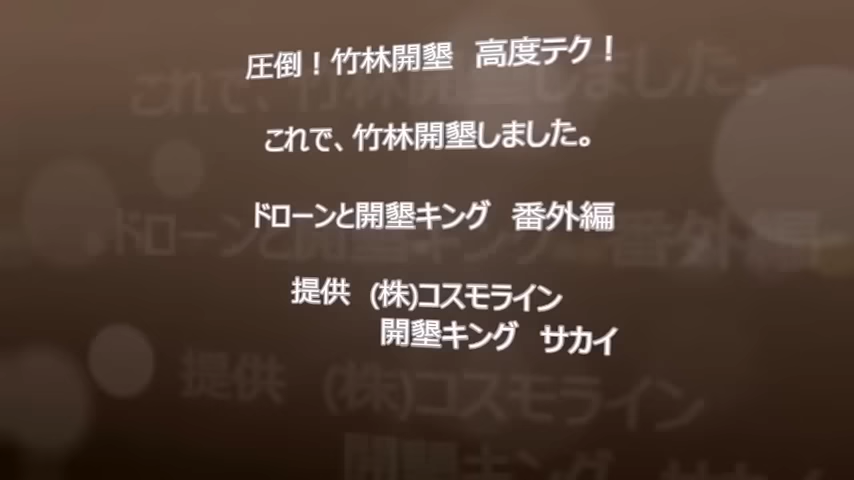 圧倒！竹林開墾　高度テク！
これで、竹林開墾しました。
ドローンと開墾キング　番外編
提供　(株)コスモライン
開墾キング　サカイ